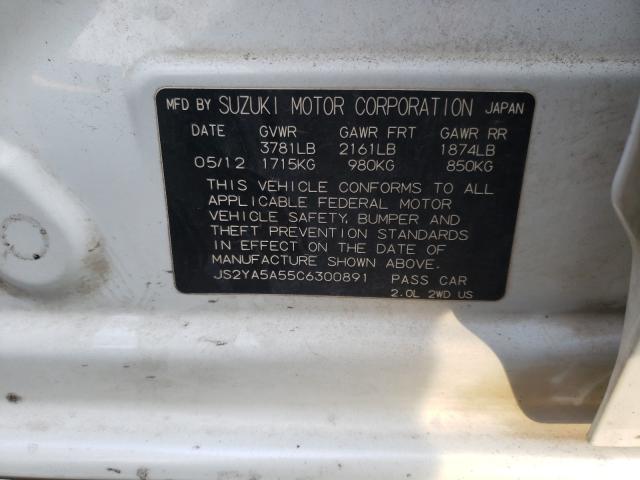 MFD BY SUZUKI MOTOR CORPORATION JAPAN
DATE GVWR GAWR FRT GAWR RR
3781LB 2161LB 1874LB
05/12 1715KG 980KG 850KG
THIS VEHICLE CONFORMS TO ALL
APPLICABLE FEDERAL MOTOR
VEHICLE SAFETY, BUMPER AND
THEFT PREVENTION STANDARDS
IN EFFECT ON THE DATE OF
MANUFACTURE SHOWN ABOVE.
JS2YA5A55C6300891 PASS CAR
2.0L 2WD US